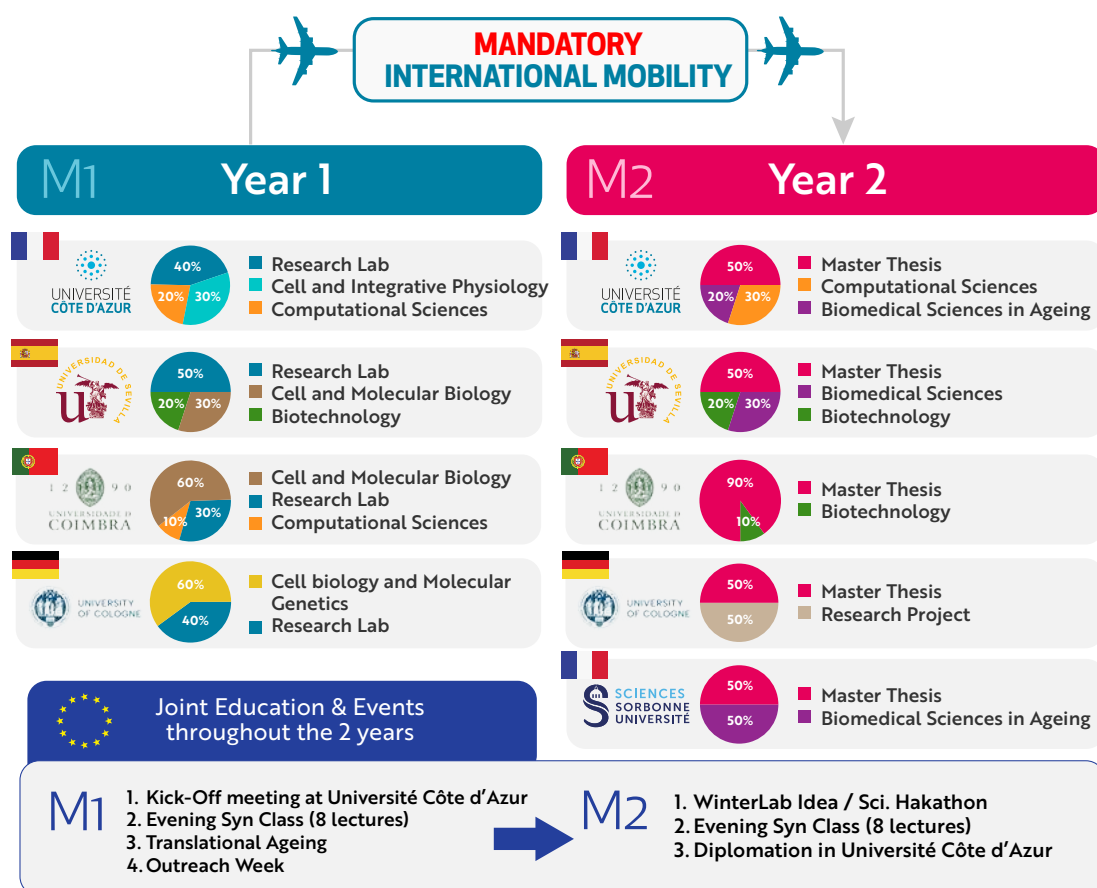 MANDATORY
INTERNATIONAL MOBILITY
M1 Year 1
40%
20% 30%
UNIVERSITÉ
CÔTE D'AZUR
Research Lab
Cell and Integrative Physiology
Computational Sciences
50%
20% 30%
UNIVERSIDAD DE SEVILLA
u
Research Lab
Cell and Molecular Biology
Biotechnology
60%
30%
10%
1 2 9 0
UNIVERSIDADE D
COIMBRA
Cell and Molecular Biology
Research Lab
Computational Sciences
60%
40%
UNIVERSITY
OF COLOGNE
Cell biology and Molecular
Genetics
Research Lab
M2 Year 2
50%
20% 30%
UNIVERSITÉ
CÔTE D'AZUR
Master Thesis
Computational Sciences
Biomedical Sciences in Ageing
50%
20% 30%
UNIVERSIDAD DE SEVILLA
u
Master Thesis
Biomedical Sciences
Biotechnology
90%
10%
1 2 9 0
UNIVERSIDADE D
COIMBRA
Master Thesis
Biotechnology
50%
50%
UNIVERSITY
OF COLOGNE
Master Thesis
Research Project
50%
50%
S
SCIENCES
SORBONNE
UNIVERSITÉ
Master Thesis
Biomedical Sciences in Ageing
Joint Education & Events
throughout the 2 years
M1
1. Kick-Off meeting at Université Côte d'Azur
2. Evening Syn Class (8 lectures)
3. Translational Ageing
4. Outreach Week
M2
1. WinterLab Idea / Sci. Hakathon
2. Evening Syn Class (8 lectures)
3. Diplomation in Université Côte d'Azur